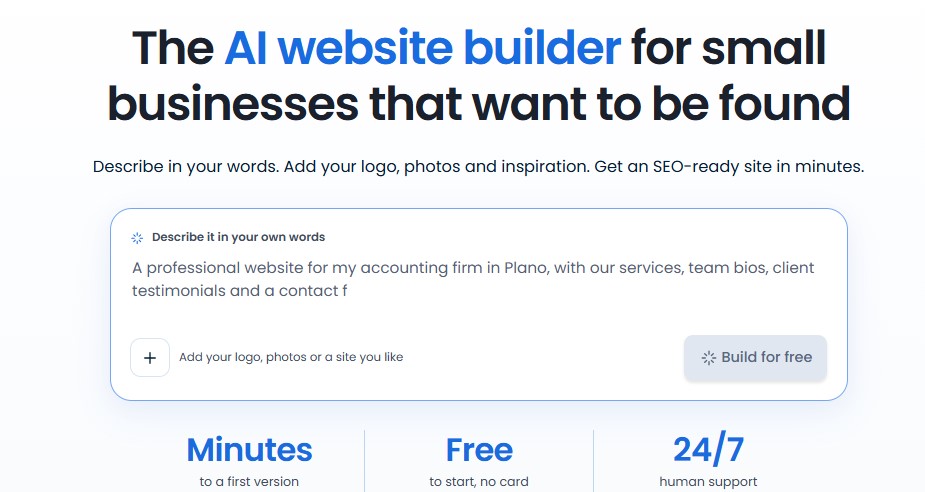 The AI website builder for small
businesses that want to be found
Describe in your words. Add your logo, photos and inspiration. Get an SEO-ready site in minutes.
Describe it in your own words
A professional website for my accounting firm in Plano, with our services, team bios, client
testimonials and a contact f
Add your logo, photos or a site you like
Build for free
Minutes
to a first version
Free
to start, no card
24/7
human support